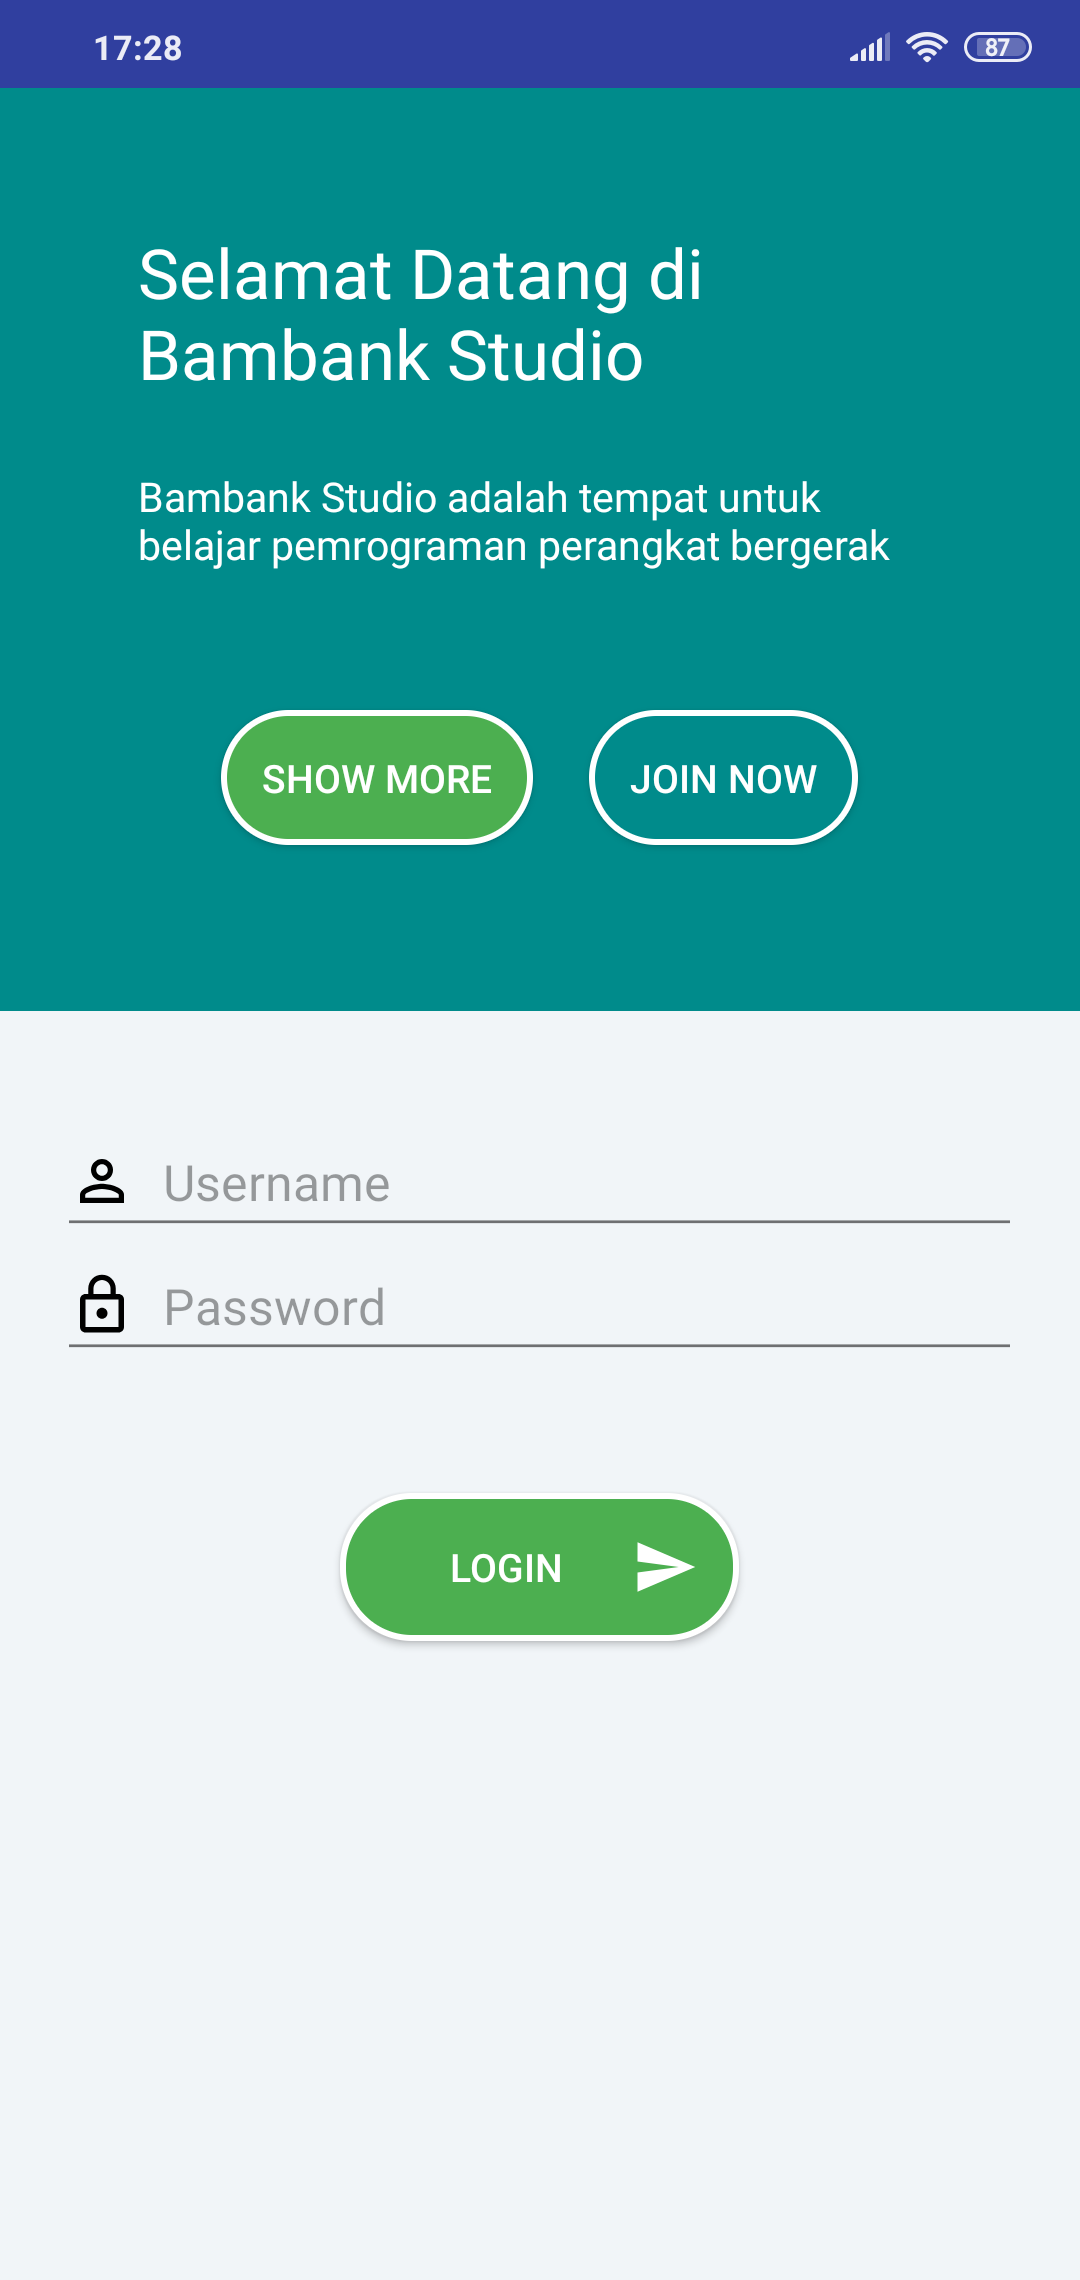 17:28
87
Selamat Datang di
Bambank Studio
Bambank Studio adalah tempat untuk
belajar pemrograman perangkat bergerak
SHOW MORE
JOIN NOW
Username
Password
LOGIN